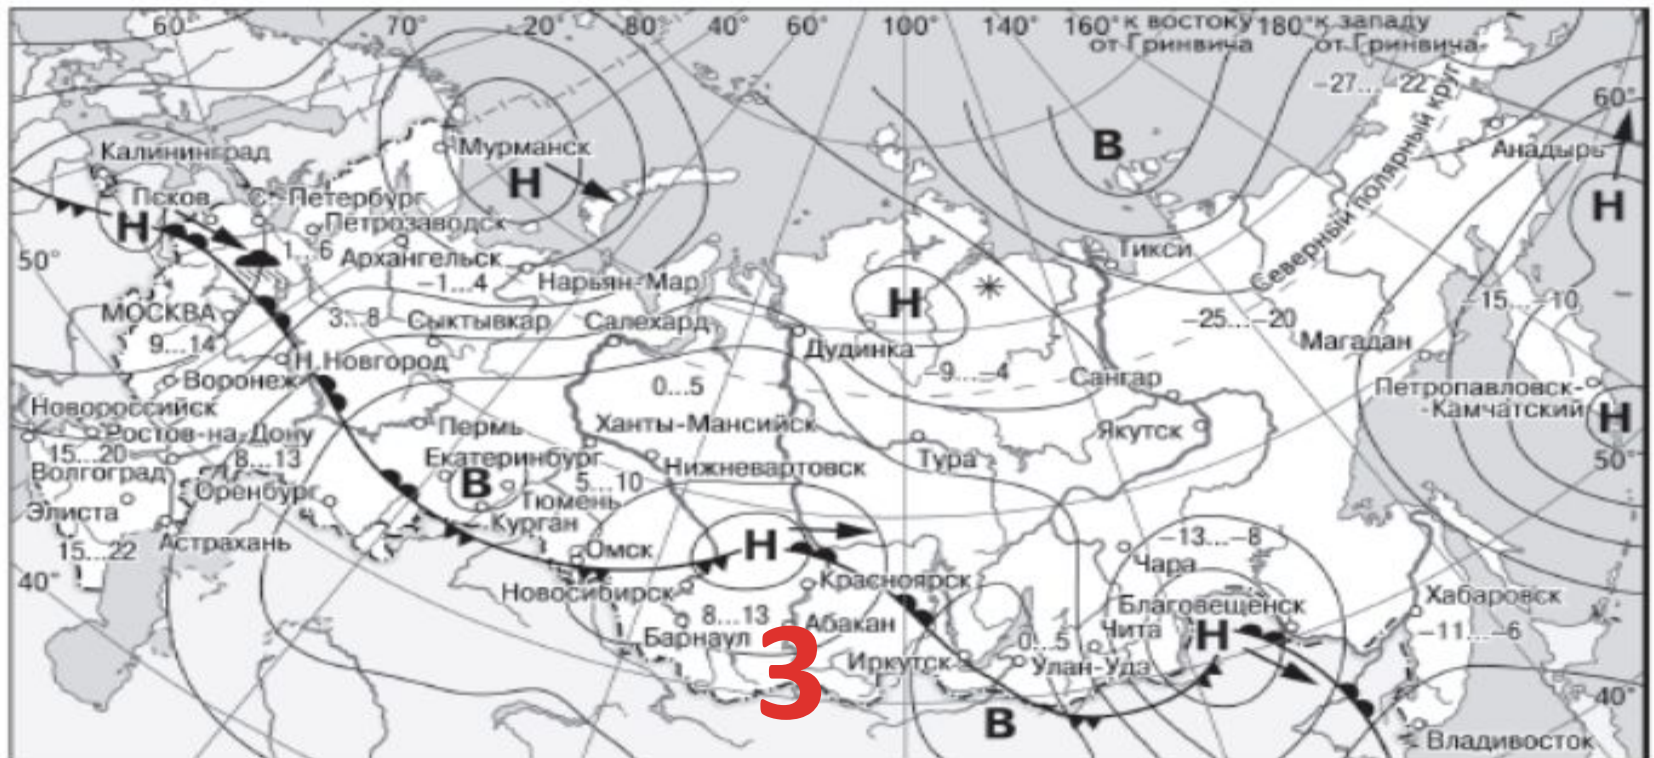 60° 70° 20° 80° 40° 60° 100° 140° 160° к востоку 180° к западу
от Гринвича от Гринвича
-27...-22
60°
Северный полярный круг
В
Калининград
Мурманск
Анадырь
Н
Псков
С.-Петербург
Н
Н
Петрозаводск
50°
1...6
Архангельск
Тикси
-1...4
Нарьян-Мар
Н
-15...-10
МОСКВА
3...8
Сыктывкар
Салехард
-25...-20
9...14
Дудинка
Магадан
Н.Новгород
-9...-4
Сангар
Воронеж
0...5
Петропавловск-
-Камчатский
Н
Новороссийск
Пермь
Ханты-Мансийск
Якутск
Ростов-на-Дону
15...20
8...13
Екатеринбург
Тура
50°
Волгоград
В
5...10
Нижневартовск
Оренбург
Тюмень
Элиста
Курган
Астрахань
15...22
Омск
Н
-13...-8
Чара
40°
Новосибирск
Красноярск
Хабаровск
Благовещенск
8...13
Абакан
Барнаул
0...5
Чита
Н
-11...-6
3
Иркутск
Улан-Удэ
40°
В
Владивосток